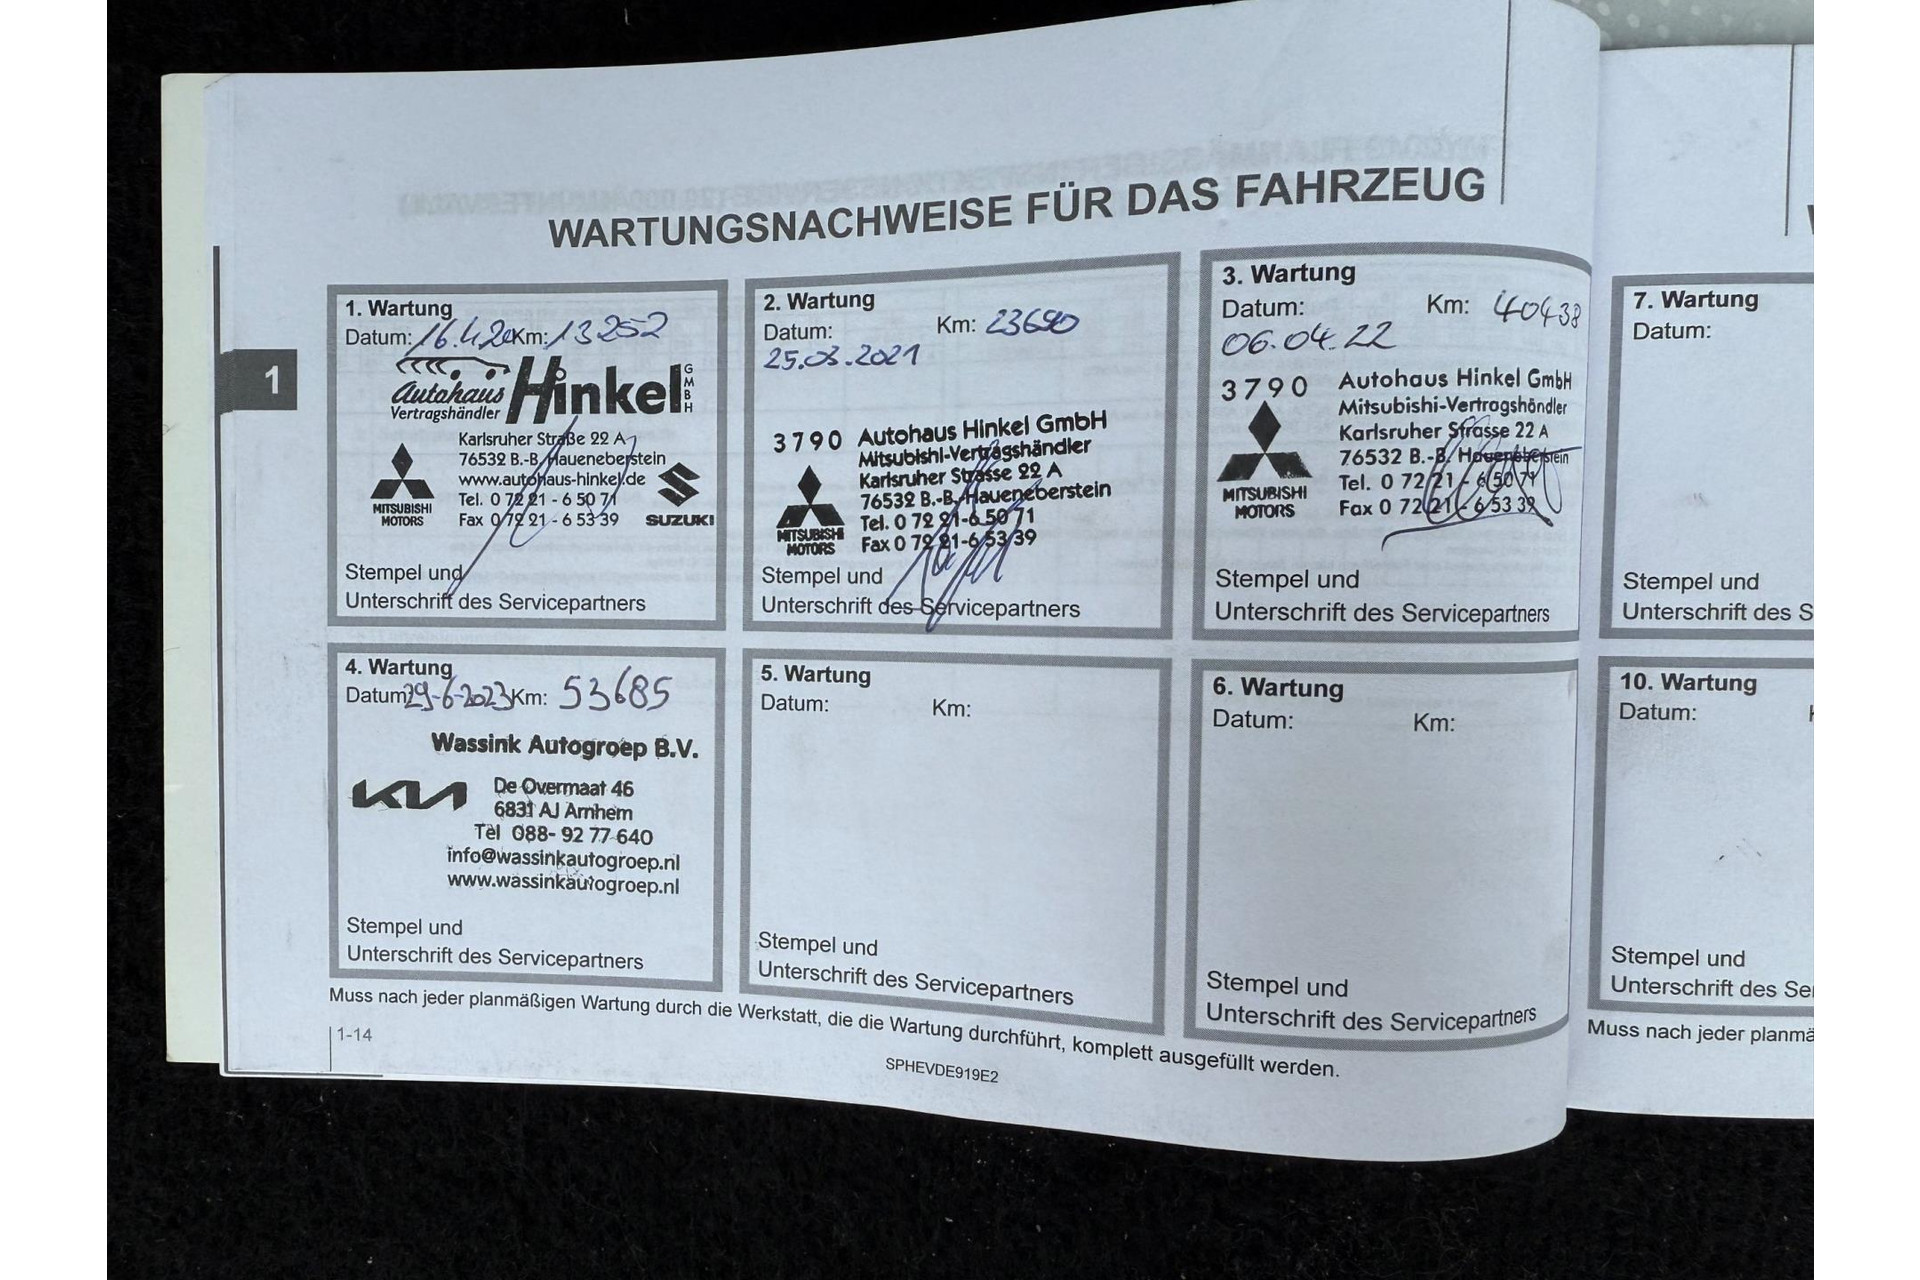 WARTUNGSNACHWEISE FÜR DAS FAHRZEUG
1
1. Wartung
Datum: 16.4.20 Km: 13252
Autohaus Hinkel GMBH
Vertragshändler
Karlsruher Straße 22 A
76532 B.-B. Haueneberstein
www.autohaus-hinkel.de
Tel. 0 72 21 - 6 50 71
Fax 0 72 21 - 6 53 39
MITSUBISHI
MOTORS
SUZUKI
Stempel und
Unterschrift des Servicepartners
2. Wartung
Datum: Km: 23690
25.03.2021
3790 Autohaus Hinkel GmbH
Mitsubishi-Vertragshändler
Karlsruher Strasse 22 A
76532 B.-B. Haueneberstein
Tel. 0 72 21-6 50 71
Fax 0 72 21-6 53 39
MITSUBISHI
MOTORS
Stempel und
Unterschrift des Servicepartners
3. Wartung
Datum: Km: 40438
06.04.22
3790 Autohaus Hinkel GmbH
Mitsubishi-Vertragshändler
Karlsruher Strasse 22 A
76532 B.-B. Haueneberstein
Tel. 0 72 21 - 6 50 71
Fax 0 72 21 - 6 53 39
MITSUBISHI
MOTORS
Stempel und
Unterschrift des Servicepartners
7. Wartung
Datum:
Stempel und
Unterschrift des S
4. Wartung
Datum 29-6-2023 Km: 53685
Wassink Autogroep B.V.
KIA
De Overmaat 46
6831 AJ Arnhem
Tel 088- 92 77 640
info@wassinkautogroep.nl
www.wassinkautogroep.nl
Stempel und
Unterschrift des Servicepartners
5. Wartung
Datum: Km:
Stempel und
Unterschrift des Servicepartners
6. Wartung
Datum: Km:
Stempel und
Unterschrift des Servicepartners
10. Wartung
Datum:
Stempel und
Unterschrift des Se
Muss nach jeder planmäßigen Wartung durch die Werkstatt, die die Wartung durchführt, komplett ausgefüllt werden.
Muss nach jeder planmä
1-14
SPHEVDE919E2